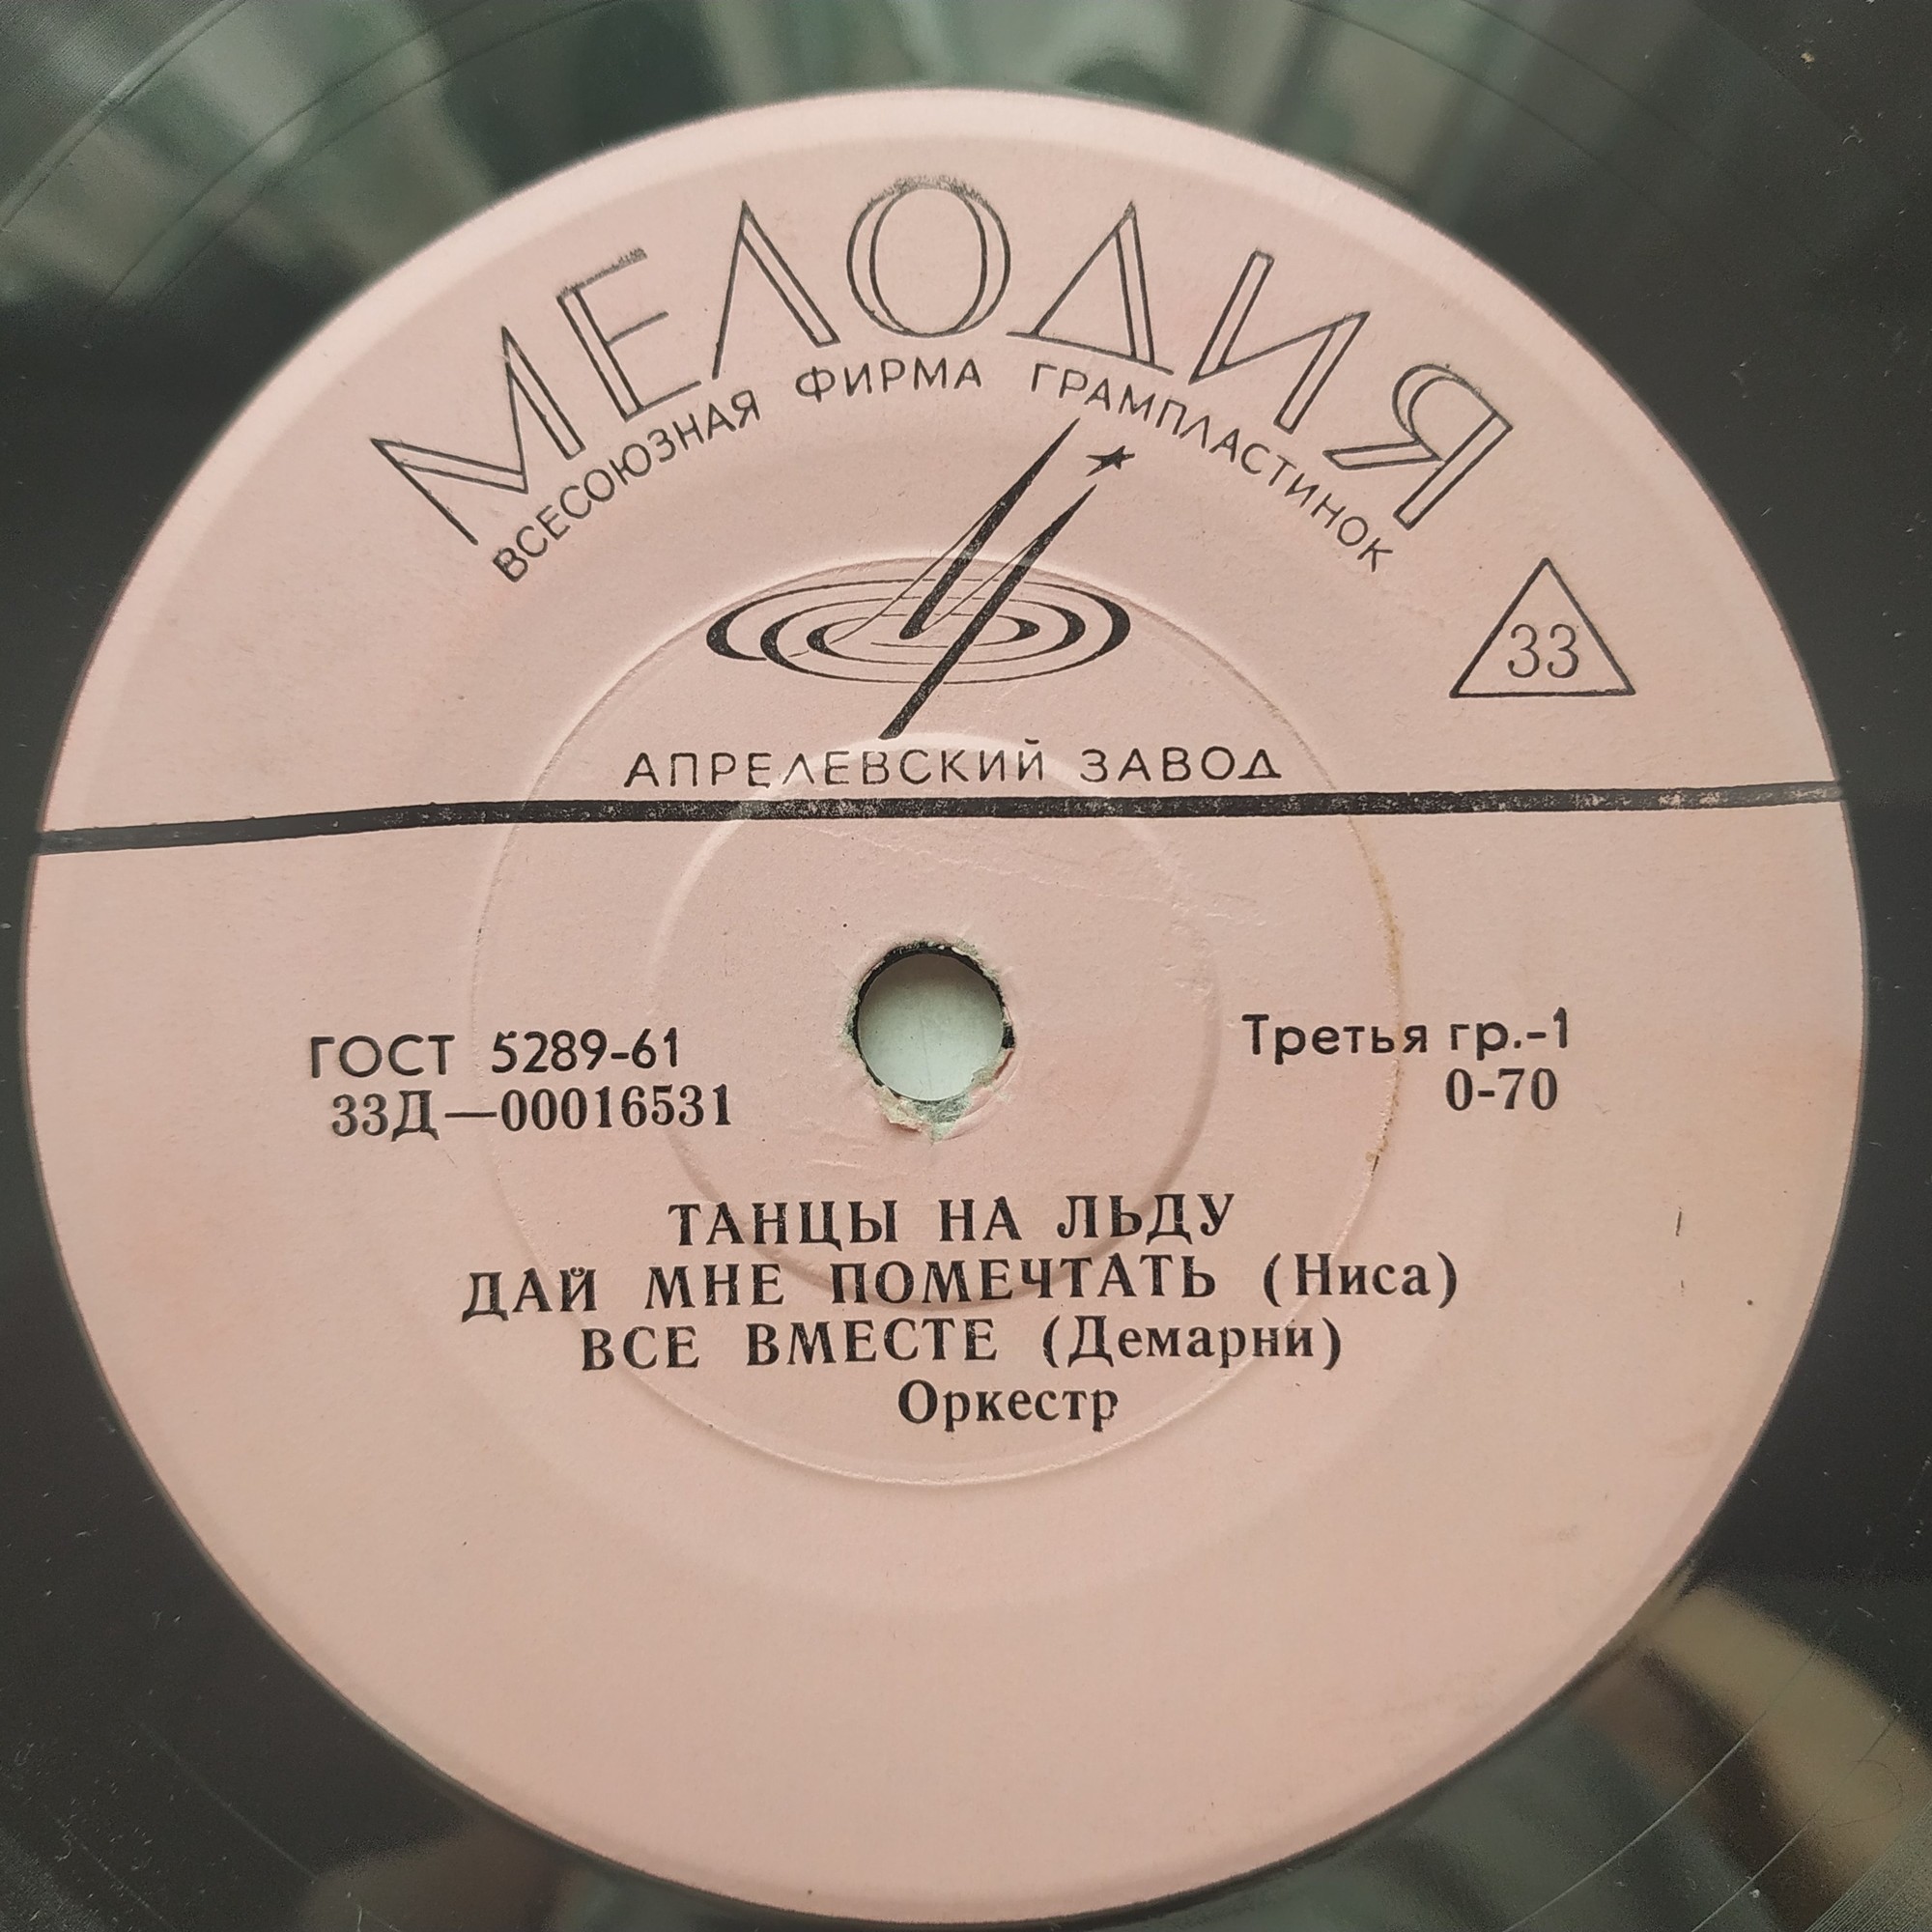 МЕЛОДИЯ
ВСЕСОЮЗНАЯ ФИРМА ГРАМПЛАСТИНОК
33
АПРЕЛЕВСКИЙ ЗАВОД
ГОСТ 5289-61
Третья гр.-1
33Д—00016531
0-70
ТАНЦЫ НА ЛЬДУ
ДАЙ МНЕ ПОМЕЧТАТЬ (Ниса)
ВСЕ ВМЕСТЕ (Демарни)
Оркестр